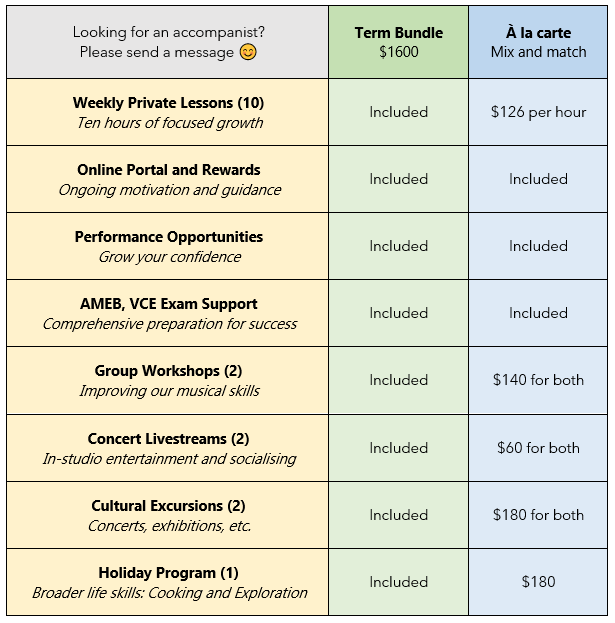 Looking for an accompanist?
Please send a message 😊
Term Bundle
$1600
À la carte
Mix and match
Weekly Private Lessons (10)
Ten hours of focused growth
Included
$126 per hour
Online Portal and Rewards
Ongoing motivation and guidance
Included
Included
Performance Opportunities
Grow your confidence
Included
Included
AMEB, VCE Exam Support
Comprehensive preparation for success
Included
Included
Group Workshops (2)
Improving our musical skills
Included
$140 for both
Concert Livestreams (2)
In-studio entertainment and socialising
Included
$60 for both
Cultural Excursions (2)
Concerts, exhibitions, etc.
Included
$180 for both
Holiday Program (1)
Broader life skills: Cooking and Exploration
Included
$180